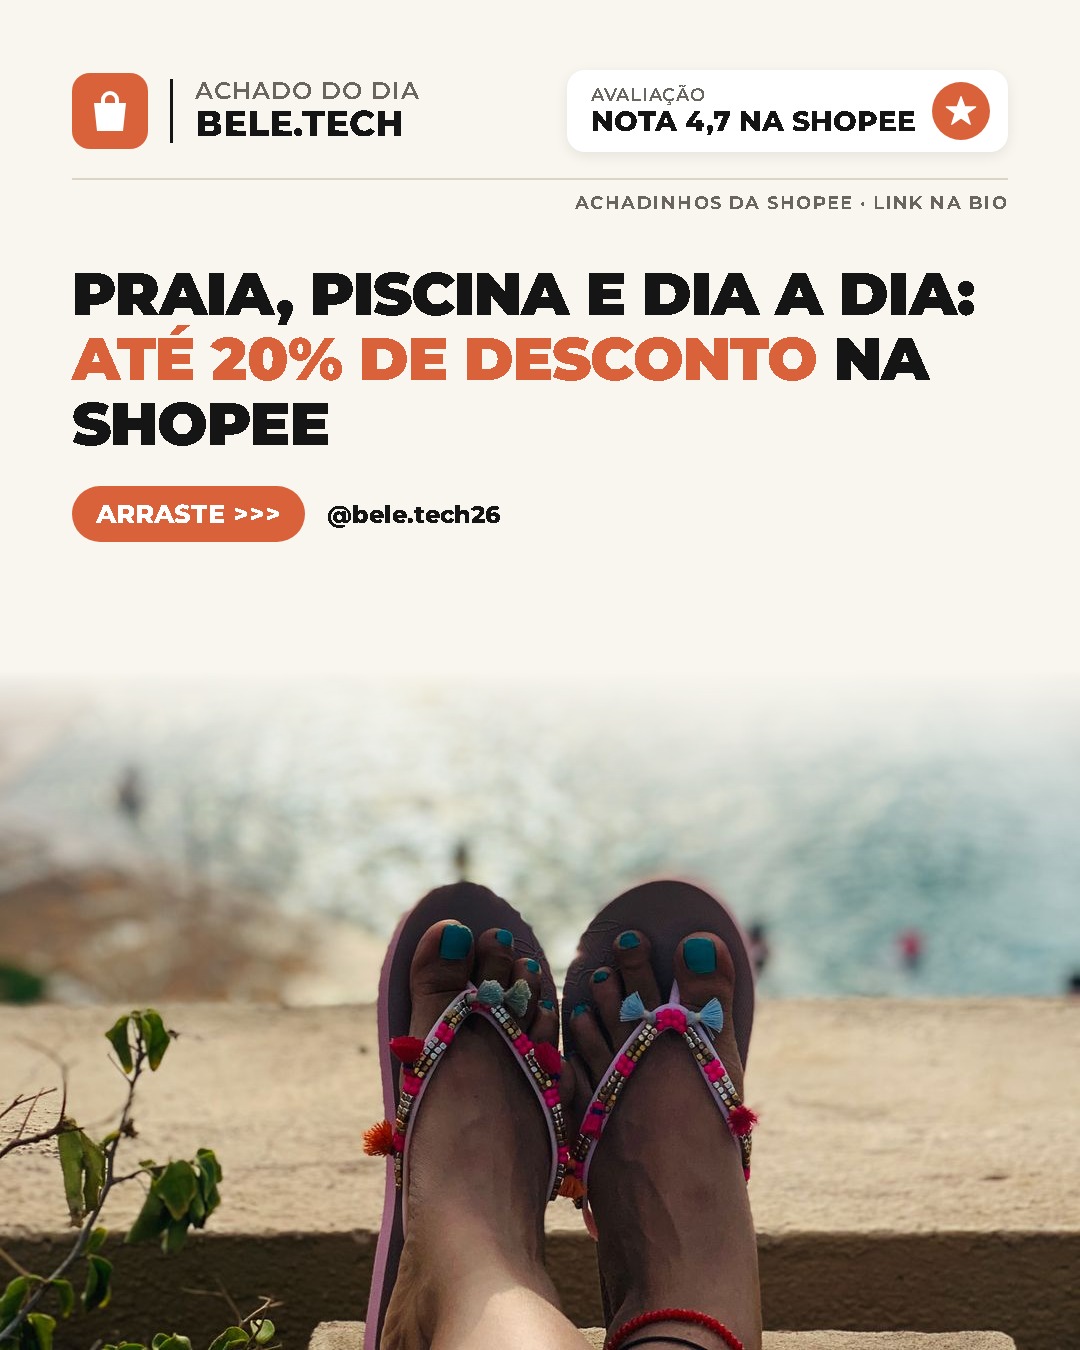 ACHADO DO DIA
BELE.TECH
AVALIAÇÃO
NOTA 4,7 NA SHOPEE
ACHADINHOS DA SHOPEE · LINK NA BIO
PRAIA, PISCINA E DIA A DIA:
ATÉ 20% DE DESCONTO NA
SHOPEE
ARRASTE >>>
@bele.tech26